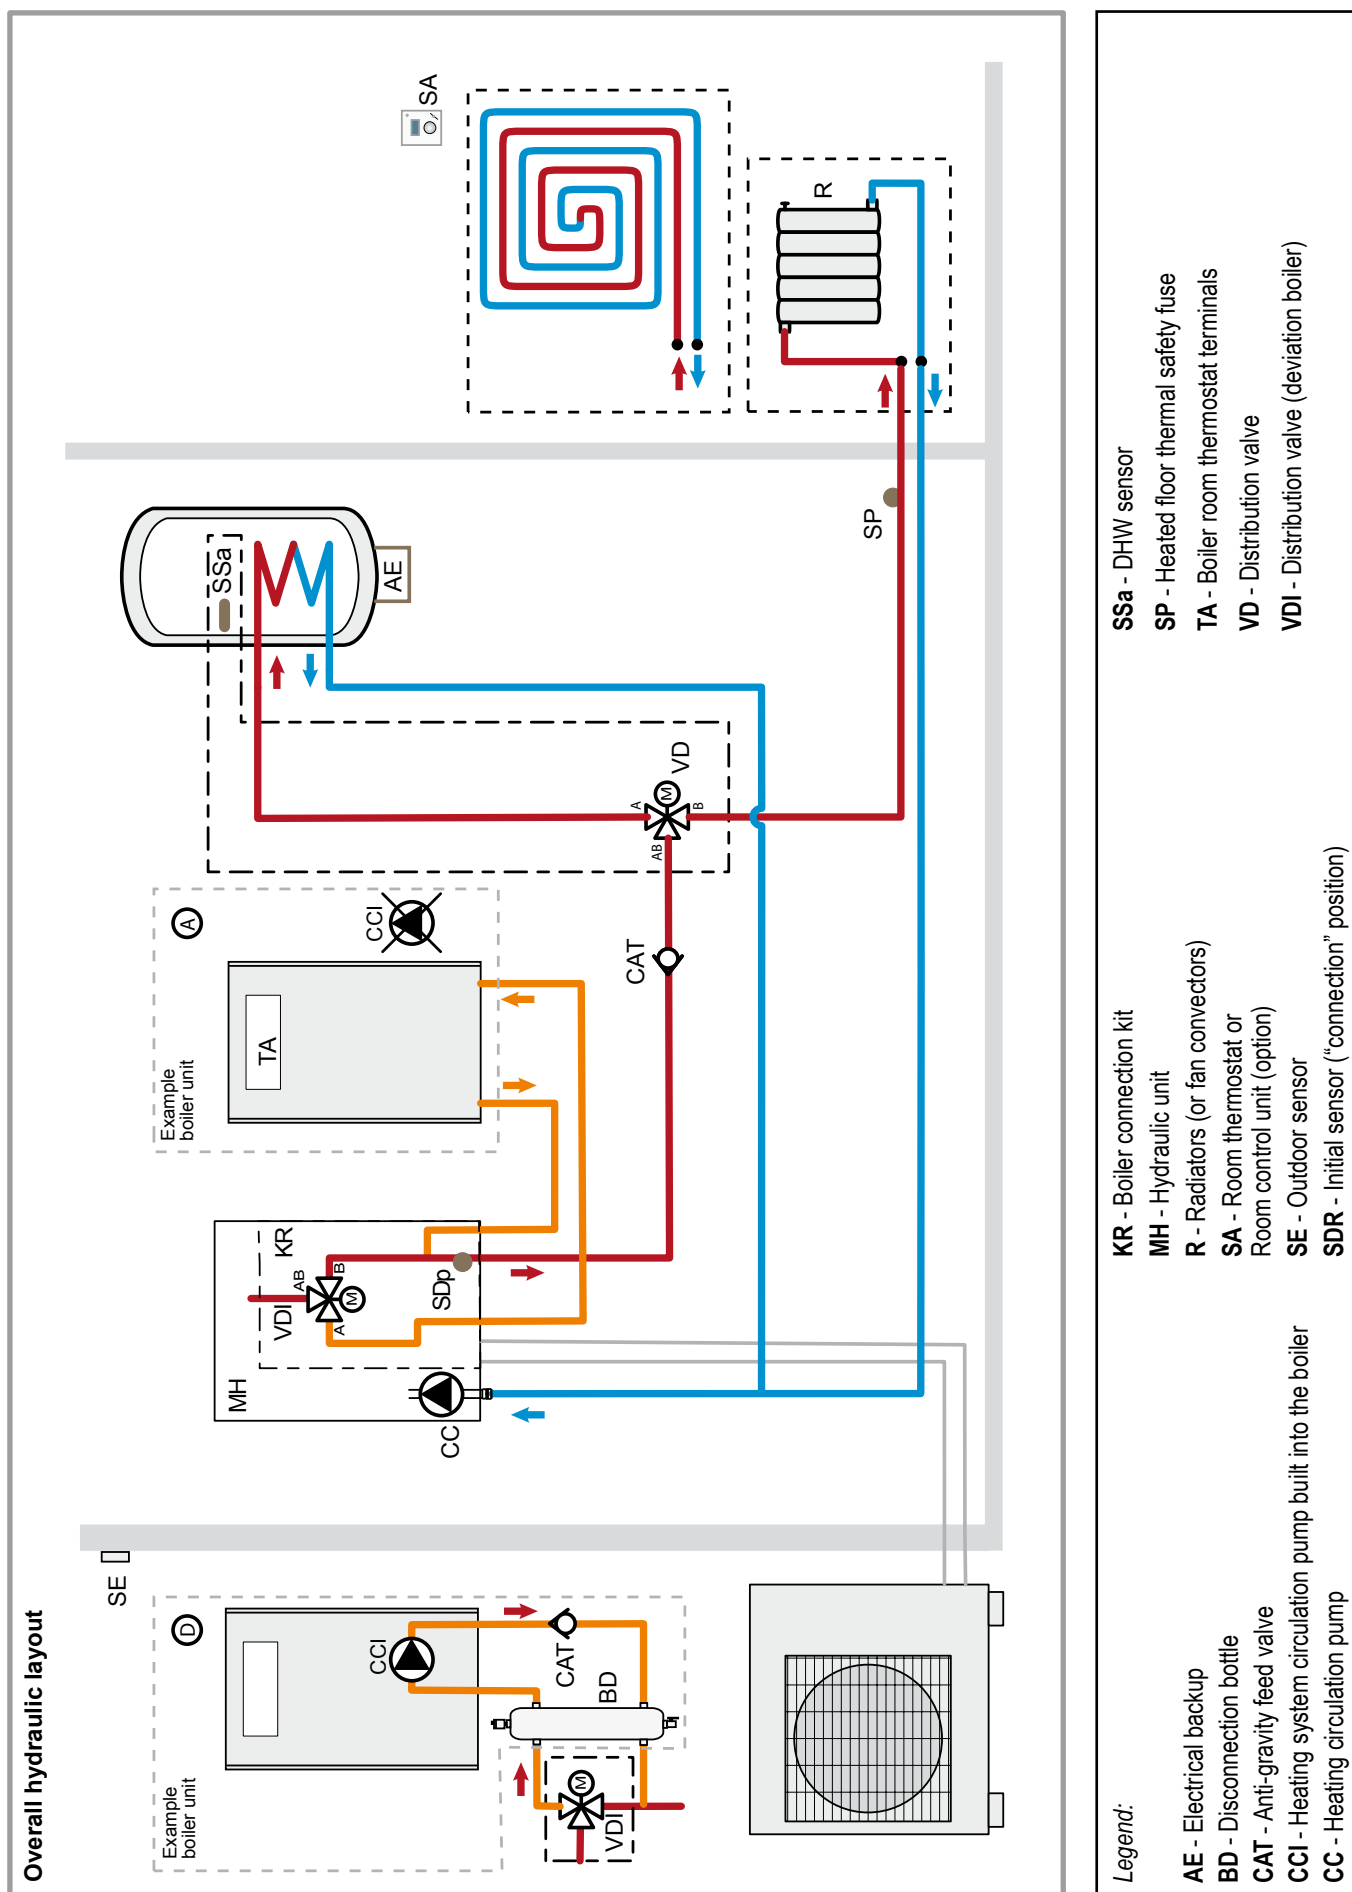 Overall hydraulic layout
SE
Example
boiler unit
D
CCI
CAT
BD
M
VDI
MH
CC
VDI
AB
A
B
M
KR
SDp
Example
boiler unit
A
TA
CCI
CAT
AB
A
B
M
VD
SSa
AE
SP
SA
R
Legend:
AE - Electrical backup
BD - Disconnection bottle
CAT - Anti-gravity feed valve
CCI - Heating system circulation pump built into the boiler
CC - Heating circulation pump
KR - Boiler connection kit
MH - Hydraulic unit
R - Radiators (or fan convectors)
SA - Room thermostat or
Room control unit (option)
SE - Outdoor sensor
SDR - Initial sensor (“connection” position)
SSa - DHW sensor
SP - Heated floor thermal safety fuse
TA - Boiler room thermostat terminals
VD - Distribution valve
VDI - Distribution valve (deviation boiler)